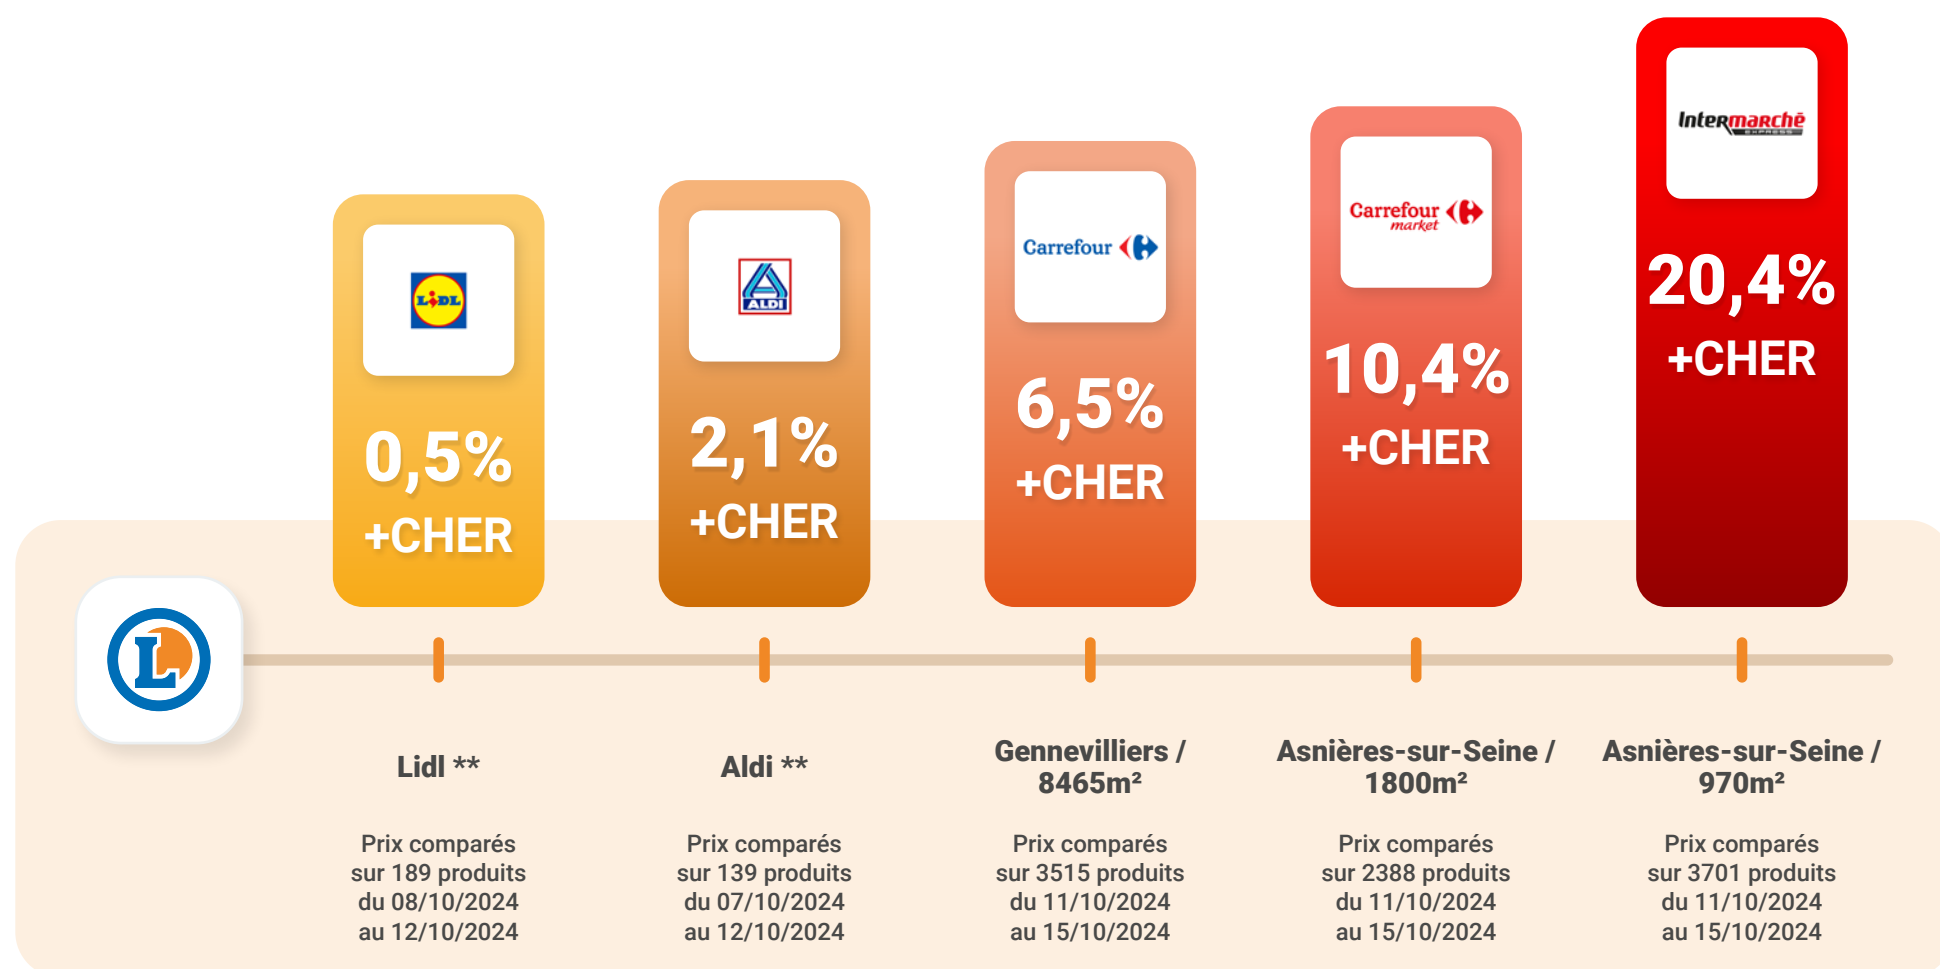 LIDL
0,5%
+CHER
ALDI
2,1%
+CHER
Carrefour
6,5%
+CHER
Carrefour
market
10,4%
+CHER
Intermarchē
EXPRESS
20,4%
+CHER
L
Lidl **
Prix comparés
sur 189 produits
du 08/10/2024
au 12/10/2024
Aldi **
Prix comparés
sur 139 produits
du 07/10/2024
au 12/10/2024
Gennevilliers /
8465m²
Prix comparés
sur 3515 produits
du 11/10/2024
au 15/10/2024
Asnières-sur-Seine /
1800m²
Prix comparés
sur 2388 produits
du 11/10/2024
au 15/10/2024
Asnières-sur-Seine /
970m²
Prix comparés
sur 3701 produits
du 11/10/2024
au 15/10/2024